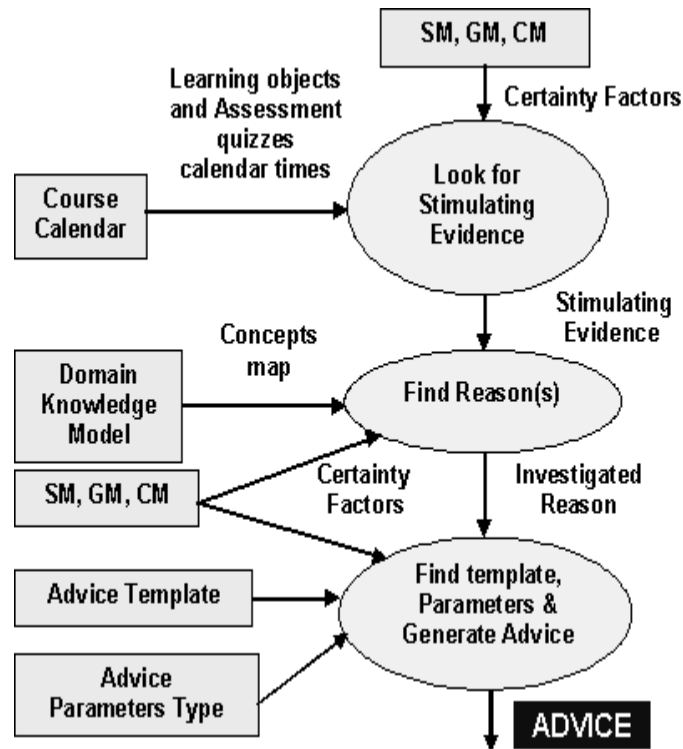 SM, GM, CM
Learning objects
and Assessment
quizzes
calendar times
Certainty Factors
Course
Calendar
Look for
Stimulating
Evidence
Stimulating
Evidence
Concepts
map
Domain
Knowledge
Model
Find Reason(s)
SM, GM, CM
Certainty
Factors
Investigated
Reason
Advice Template
Find template,
Parameters &
Generate Advice
Advice
Parameters Type
ADVICE